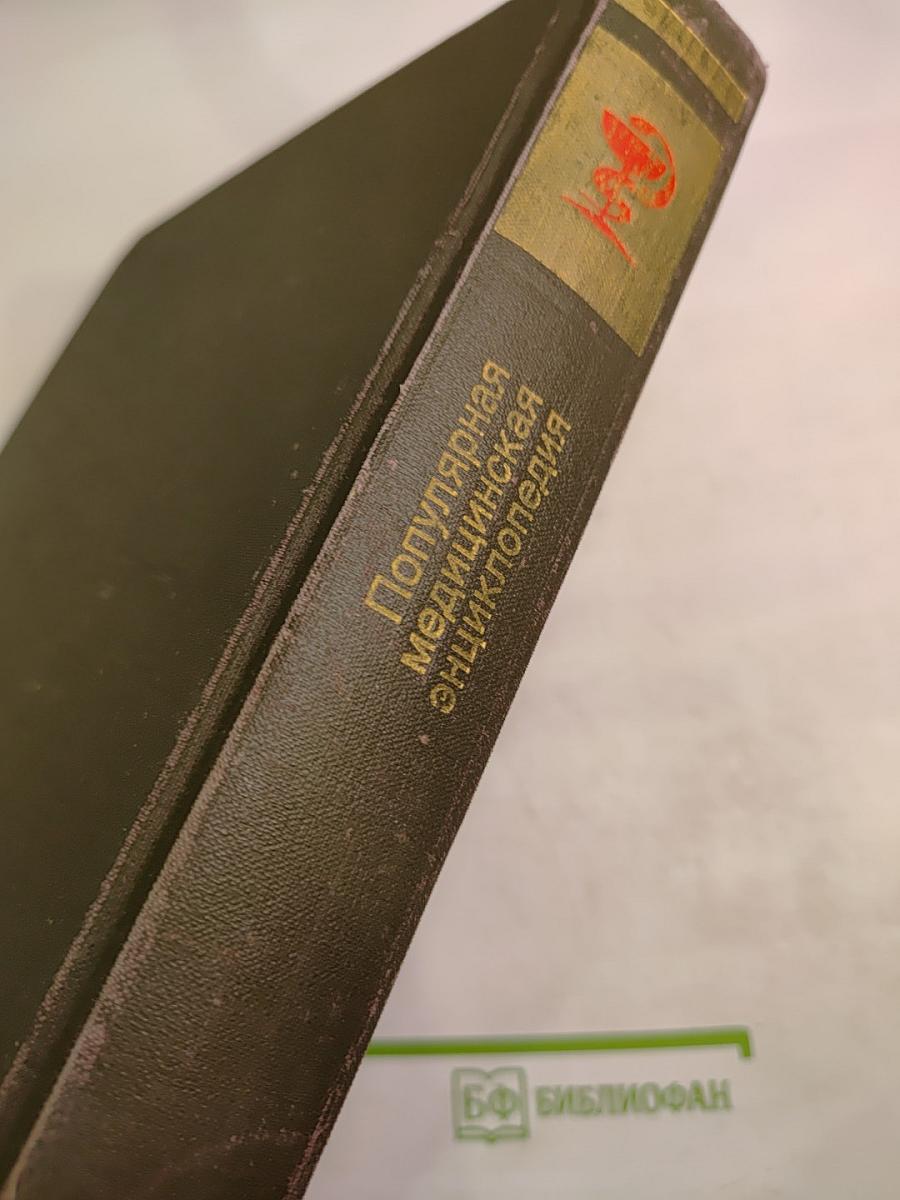 Популярная
медицинская
энциклопедия
БФ БИБЛИОФАН